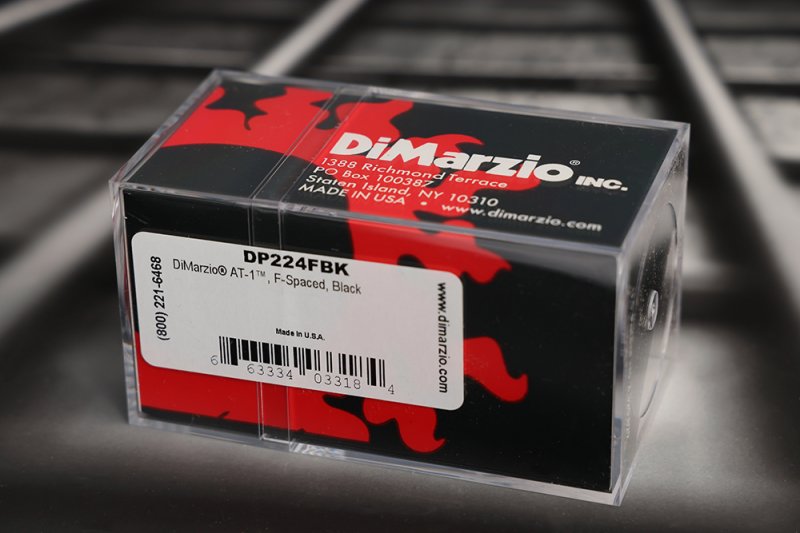 DiMarzio® INC.
1388 Richmond Terrace
PO Box 100387
Staten Island, NY 10310
MADE IN USA • www.dimarzio.com
DP224FBK
DiMarzio® AT-1™, F-Spaced, Black
(800) 221-6468
www.dimarzio.com
Made in U.S.A.
6 63334 03318 4